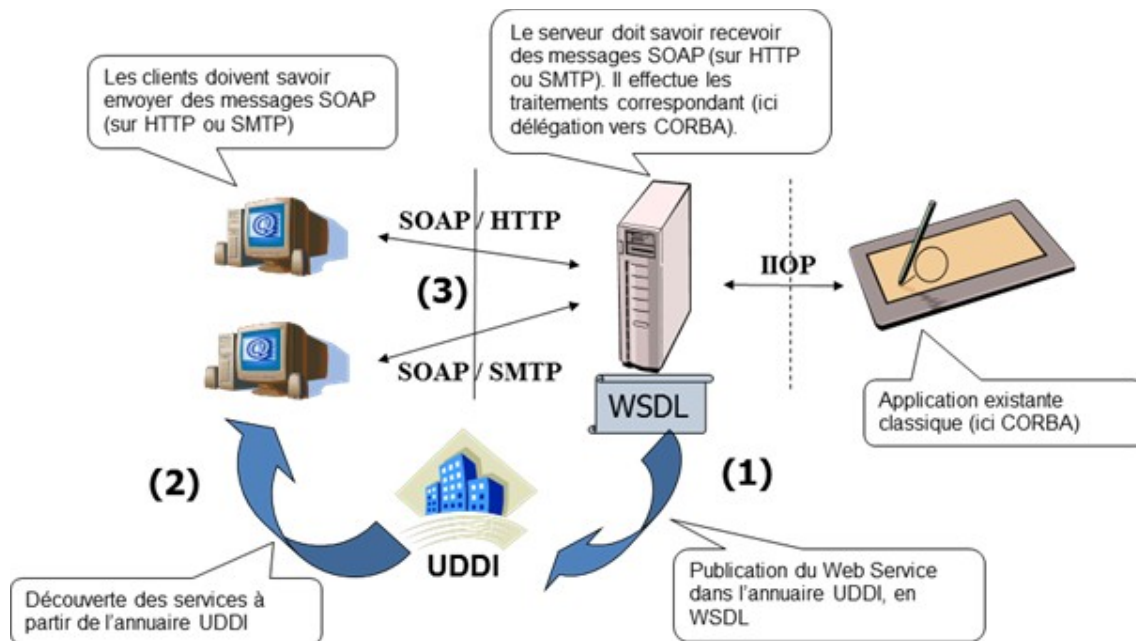 Les clients doivent savoir
envoyer des messages SOAP
(sur HTTP ou SMTP)
Le serveur doit savoir recevoir
des messages SOAP (sur HTTP
ou SMTP). Il effectue les
traitements correspondant (ici
délégation vers CORBA).
SOAP / HTTP
(3)
SOAP / SMTP
IIOP
WSDL
Application existante
classique (ici CORBA)
(2)
(1)
UDDI
Découverte des services à
partir de l'annuaire UDDI
Publication du Web Service
dans l'annuaire UDDI, en
WSDL